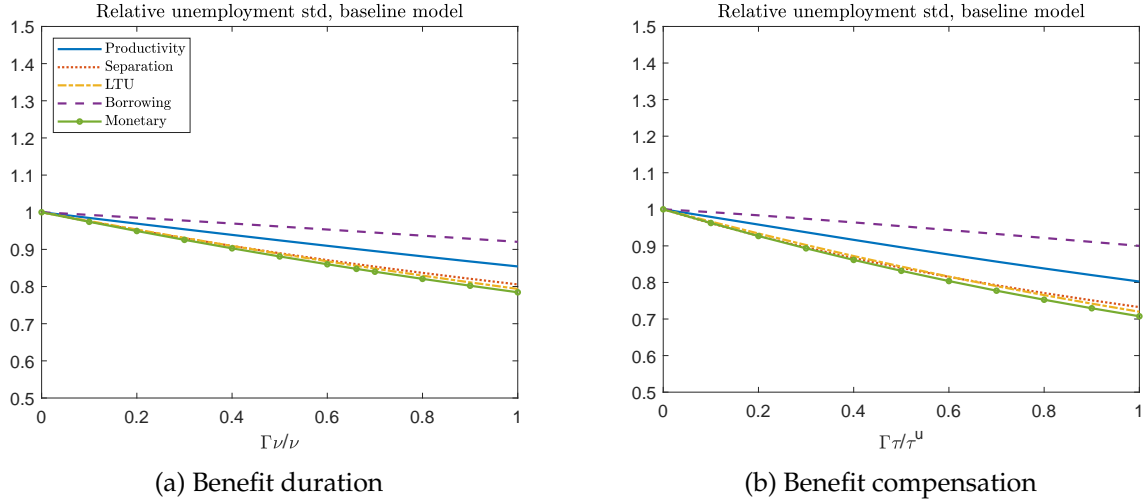 Relative unemployment std, baseline model
1.5
1.4
1.3
1.2
1.1
1
0.9
0.8
0.7
0.6
0.5
Productivity
Separation
LTU
Borrowing
Monetary
0 0.2 0.4 0.6 0.8 1
Γν/ν
(a) Benefit duration
Relative unemployment std, baseline model
1.5
1.4
1.3
1.2
1.1
1
0.9
0.8
0.7
0.6
0.5
0 0.2 0.4 0.6 0.8 1
Γτ/τᵘ
(b) Benefit compensation